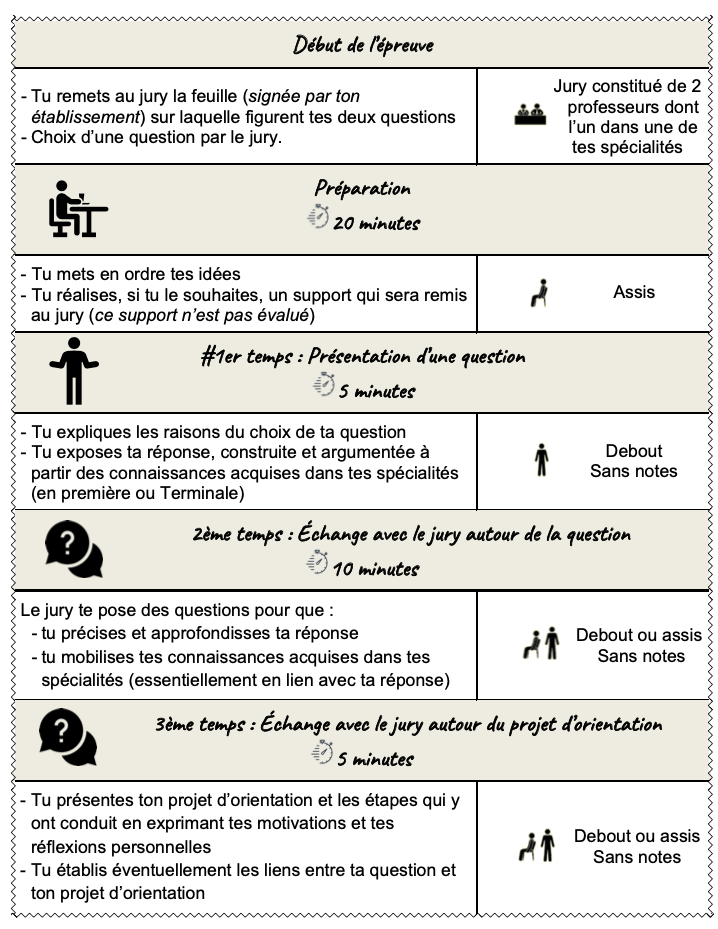 Début de l'épreuve
- Tu remets au jury la feuille (signée par ton
établissement) sur laquelle figurent tes deux questions
- Choix d'une question par le jury.
Jury constitué de 2
professeurs dont
l'un dans une de
tes spécialités
Préparation
20 minutes
- Tu mets en ordre tes idées
- Tu réalises, si tu le souhaites, un support qui sera remis
au jury (ce support n'est pas évalué)
Assis
#1er temps : Présentation d'une question
5 minutes
- Tu expliques les raisons du choix de ta question
- Tu exposes ta réponse, construite et argumentée à
partir des connaissances acquises dans tes spécialités
(en première ou Terminale)
Debout
Sans notes
2ème temps : Échange avec le jury autour de la question
10 minutes
Le jury te pose des questions pour que :
- tu précises et approfondisses ta réponse
- tu mobilises tes connaissances acquises dans tes
spécialités (essentiellement en lien avec ta réponse)
Debout ou assis
Sans notes
3ème temps : Échange avec le jury autour du projet d'orientation
5 minutes
- Tu présentes ton projet d'orientation et les étapes qui y
ont conduit en exprimant tes motivations et tes
réflexions personnelles
- Tu établis éventuellement les liens entre ta question et
ton projet d'orientation
Debout ou assis
Sans notes